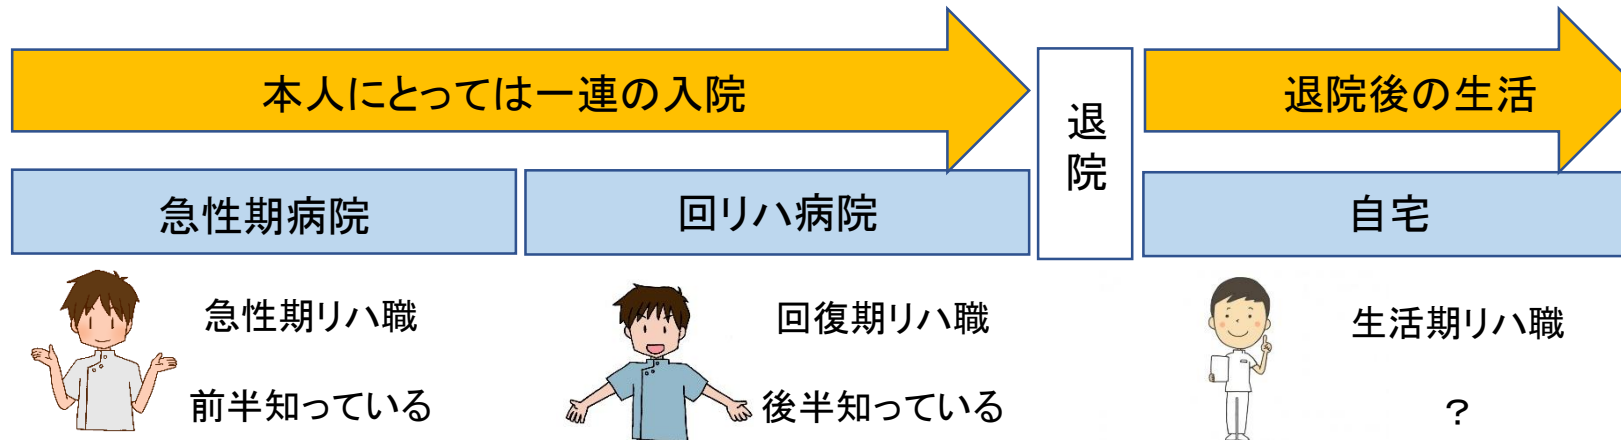 本人にとっては一連の入院
退院
退院後の生活
急性期病院
回リハ病院
自宅
急性期リハ職
前半知っている
回復期リハ職
後半知っている
生活期リハ職
？